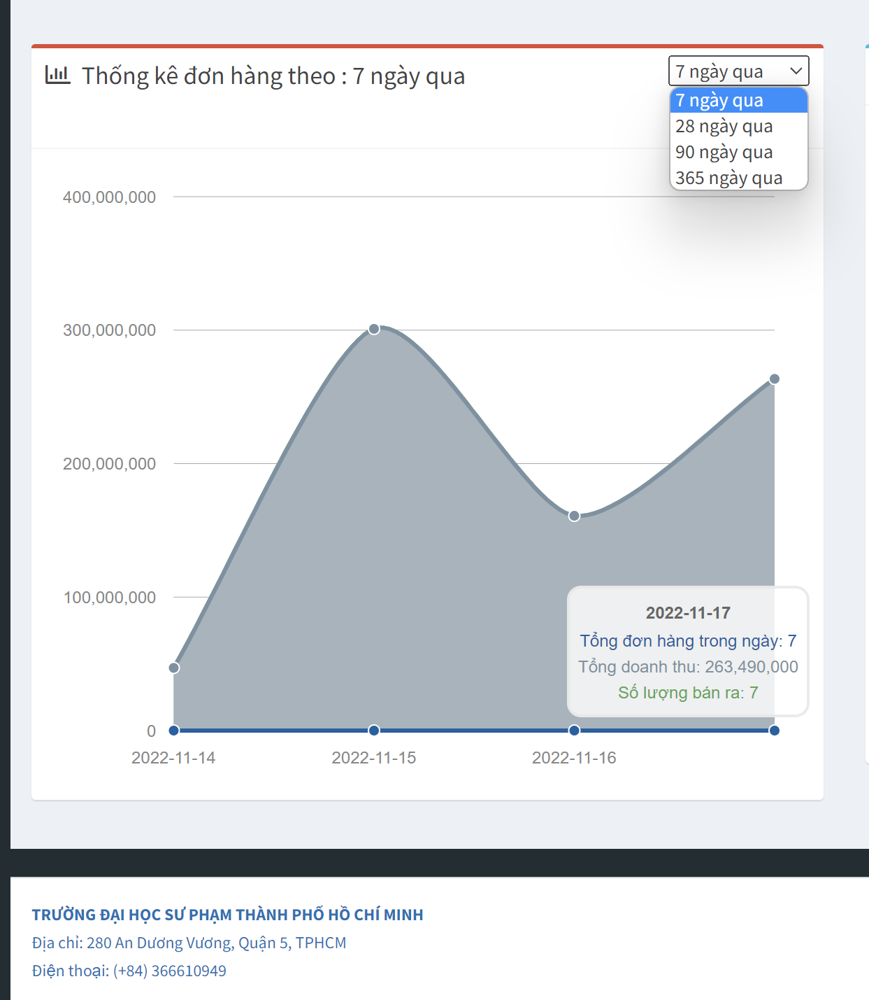 Thống kê đơn hàng theo : 7 ngày qua
7 ngày qua
7 ngày qua
28 ngày qua
90 ngày qua
365 ngày qua
400,000,000
300,000,000
200,000,000
100,000,000
0
2022-11-17
Tổng đơn hàng trong ngày: 7
Tổng doanh thu: 263,490,000
Số lượng bán ra: 7
2022-11-14
2022-11-15
2022-11-16
TRƯỜNG ĐẠI HỌC SƯ PHẠM THÀNH PHỐ HỒ CHÍ MINH
Địa chỉ: 280 An Dương Vương, Quận 5, TPHCM
Điện thoại: (+84) 366610949